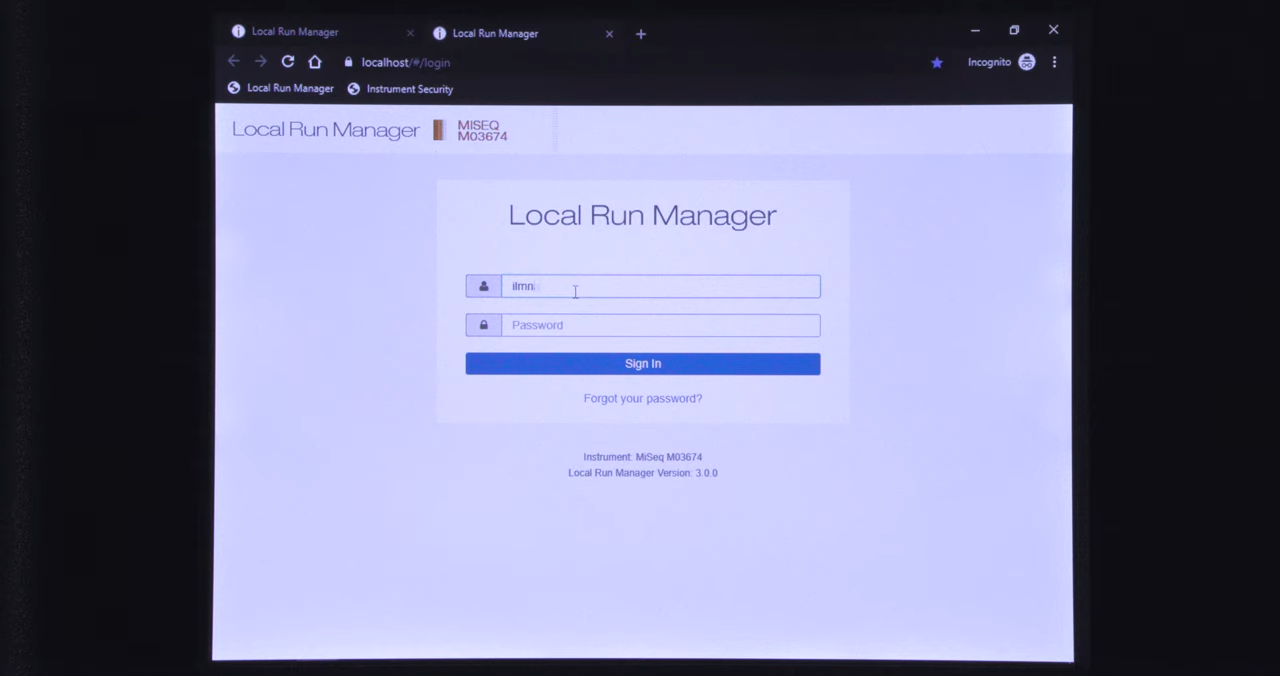 Local Run Manager
Local Run Manager
localhost/#/login
Incognito
Local Run Manager
Instrument Security
Local Run Manager
MISEQ
M03674
Local Run Manager
ilmn
Password
Sign In
Forgot your password?
Instrument: MiSeq M03674
Local Run Manager Version: 3.0.0